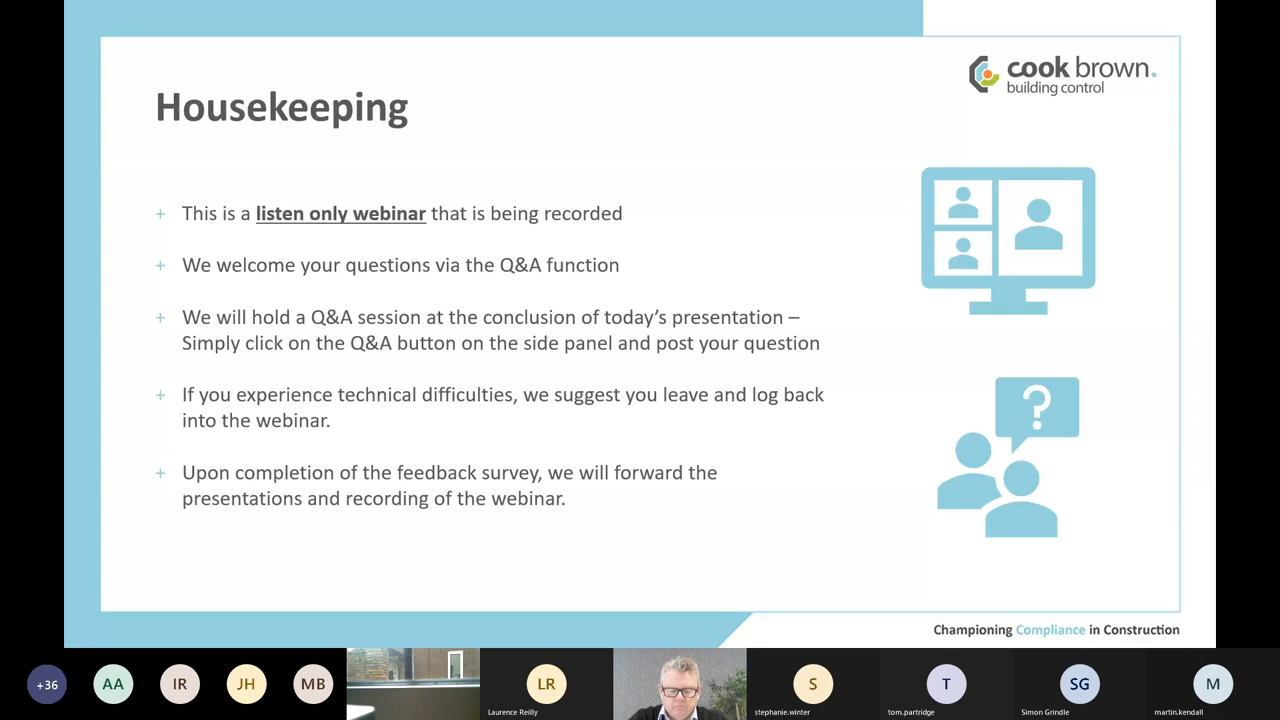 cook brown.
building control
Housekeeping
+ This is a listen only webinar that is being recorded
+ We welcome your questions via the Q&A function
+ We will hold a Q&A session at the conclusion of today’s presentation –
Simply click on the Q&A button on the side panel and post your question
+ If you experience technical difficulties, we suggest you leave and log back
into the webinar.
+ Upon completion of the feedback survey, we will forward the
presentations and recording of the webinar.
?
Championing Compliance in Construction
+36
AA
IR
JH
MB
LR
Laurence Reilly
S
stephanie.winter
T
tom.partridge
SG
Simon Grindle
M
martin.kendall